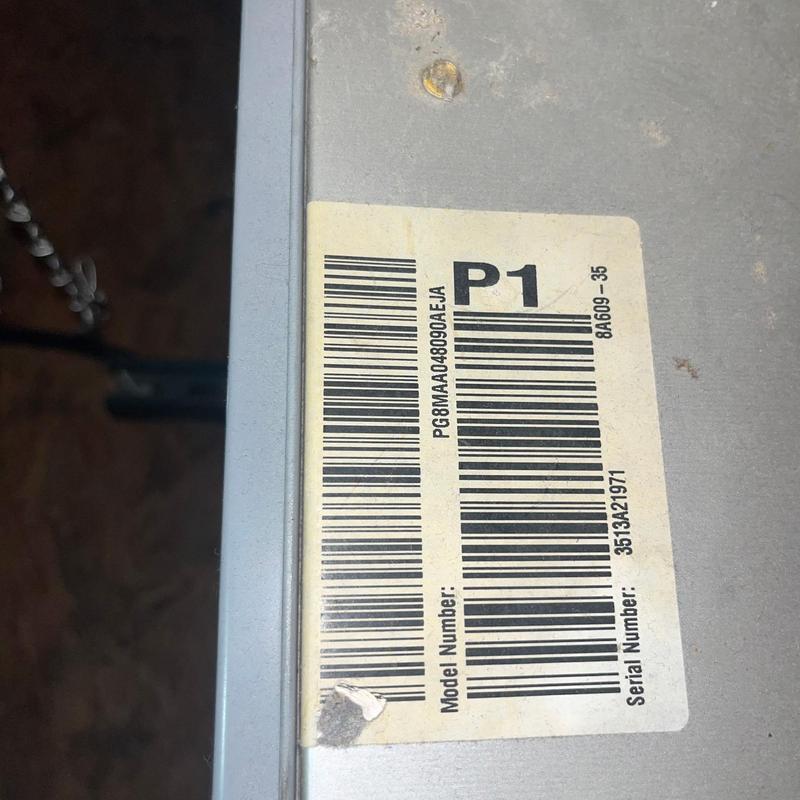 Model Number: PG8MAA048090AEJA
P1
Serial Number: 3513A21971
8A609-35